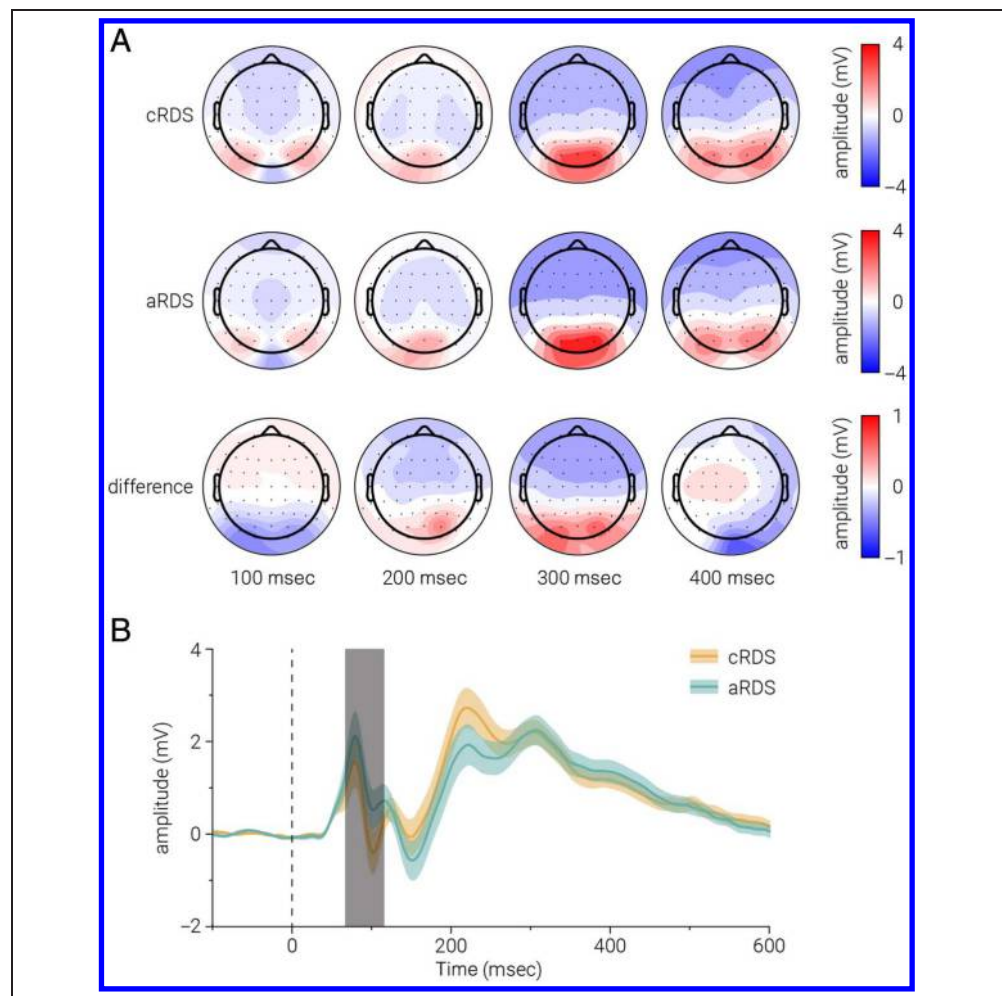 A
cRDS
4
0
−4
amplitude (mV)
aRDS
4
0
−4
amplitude (mV)
difference
1
0
−1
amplitude (mV)
100 msec 200 msec 300 msec 400 msec
B
4
2
0
−2
amplitude (mV)
cRDS
aRDS
0 200 400 600
Time (msec)